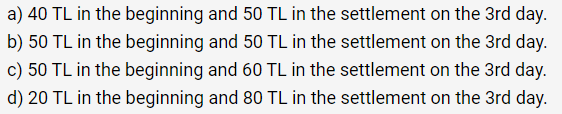 a) 40 TL in the beginning and 50 TL in the settlement on the 3rd day.
b) 50 TL in the beginning and 50 TL in the settlement on the 3rd day.
c) 50 TL in the beginning and 60 TL in the settlement on the 3rd day.
d) 20 TL in the beginning and 80 TL in the settlement on the 3rd day.